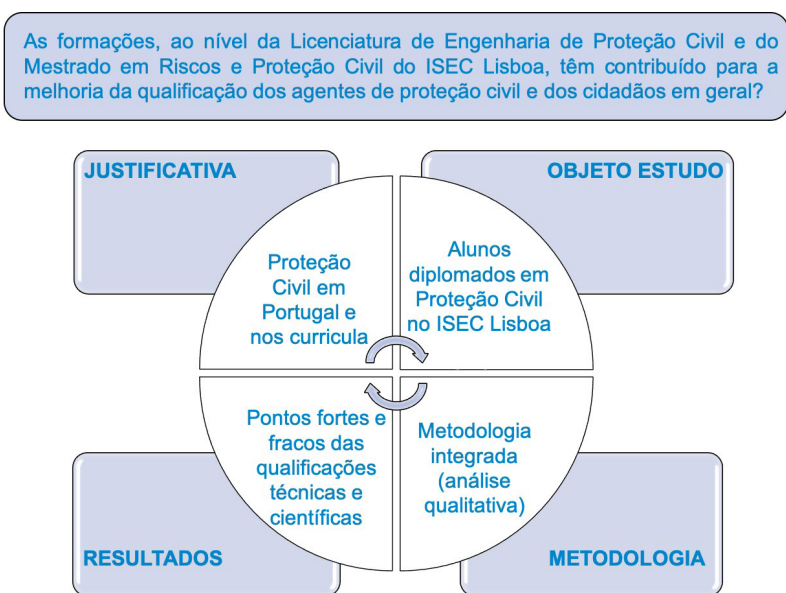 As formações, ao nível da Licenciatura de Engenharia de Proteção Civil e do
Mestrado em Riscos e Proteção Civil do ISEC Lisboa, têm contribuído para a
melhoria da qualificação dos agentes de proteção civil e dos cidadãos em geral?
JUSTIFICATIVA
Proteção
Civil em
Portugal e
nos curricula
OBJETO ESTUDO
Alunos
diplomados em
Proteção Civil
no ISEC Lisboa
Pontos fortes e
fracos das
qualificações
técnicas e
científicas
RESULTADOS
Metodologia
integrada
(análise
qualitativa)
METODOLOGIA